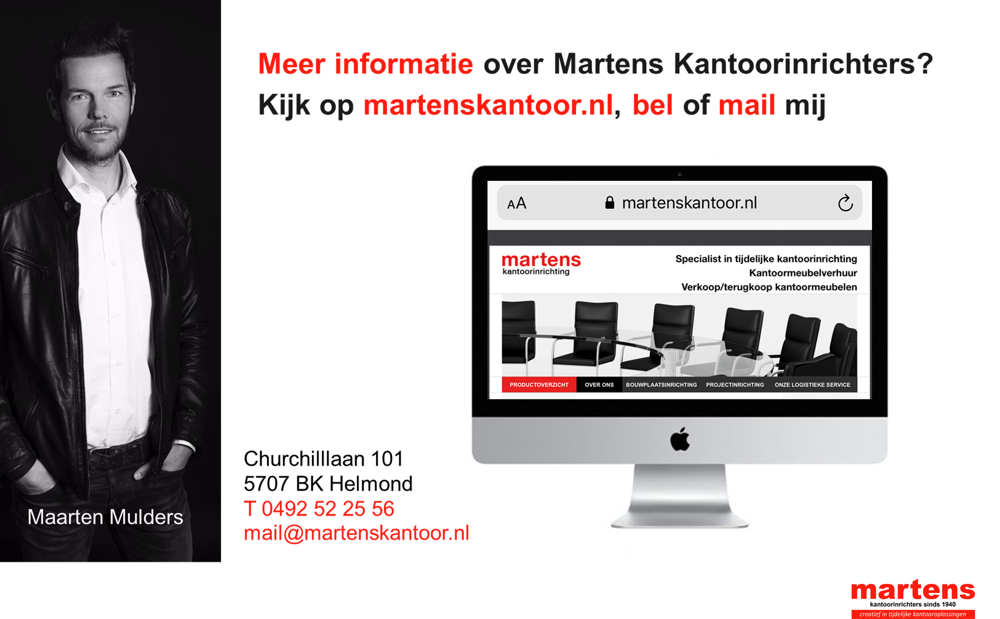 Meer informatie over Martens Kantoorinrichters?
Kijk op martenskantoor.nl, bel of mail mij
AA martenskantoor.nl
martens
kantoorinrichting
Specialist in tijdelijke kantoorinrichting
Kantoormeubelverhuur
Verkoop/terugkoop kantoormeubelen
PRODUCTOVERZICHT OVER ONS BOUWPLAATSINRICHTING PROJECTINRICHTING ONZE LOGISTIEKE SERVICE
Churchilllaan 101
5707 BK Helmond
T 0492 52 25 56
mail@martenskantoor.nl
Maarten Mulders
martens
kantoorinrichters sinds 1940
creatief in tijdelijke kantooroplossingen